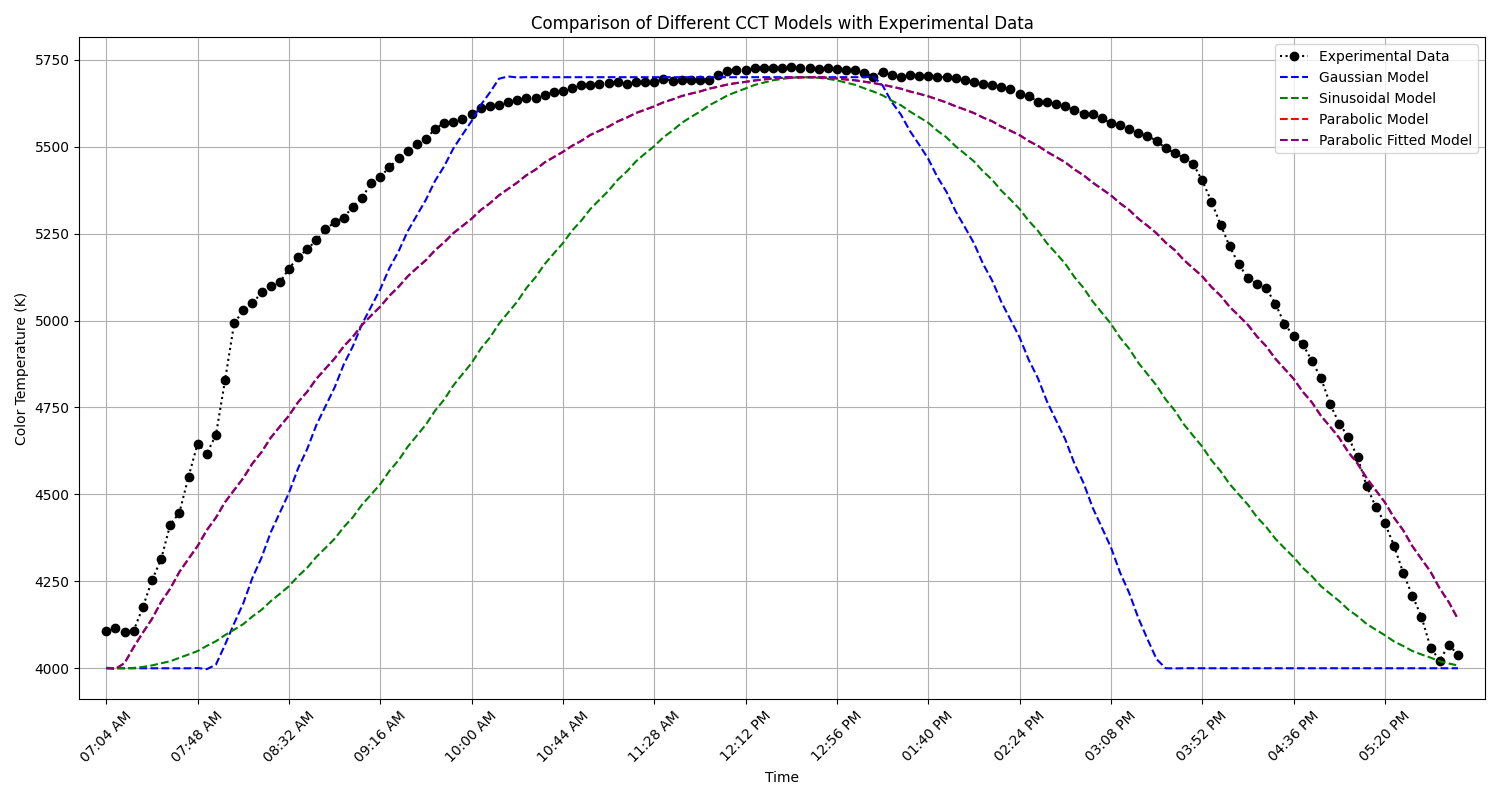 Comparison of Different CCT Models with Experimental Data
Experimental Data
Gaussian Model
Sinusoidal Model
Parabolic Model
Parabolic Fitted Model
Color Temperature (K)
5750
5500
5250
5000
4750
4500
4250
4000
07:04 AM
07:48 AM
08:32 AM
09:16 AM
10:00 AM
10:44 AM
11:28 AM
12:12 PM
12:56 PM
01:40 PM
02:24 PM
03:08 PM
03:52 PM
04:36 PM
05:20 PM
Time